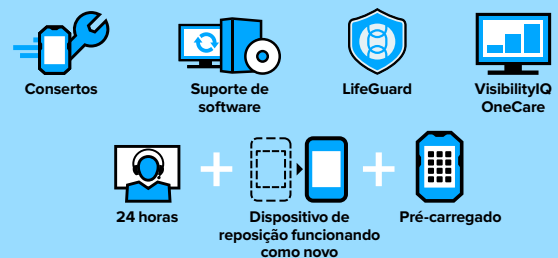 Consertos
Suporte de
software
LifeGuard
VisibilityIQ
OneCare
24 horas
Dispositivo de
reposição funcionando
como novo
Pré-carregado